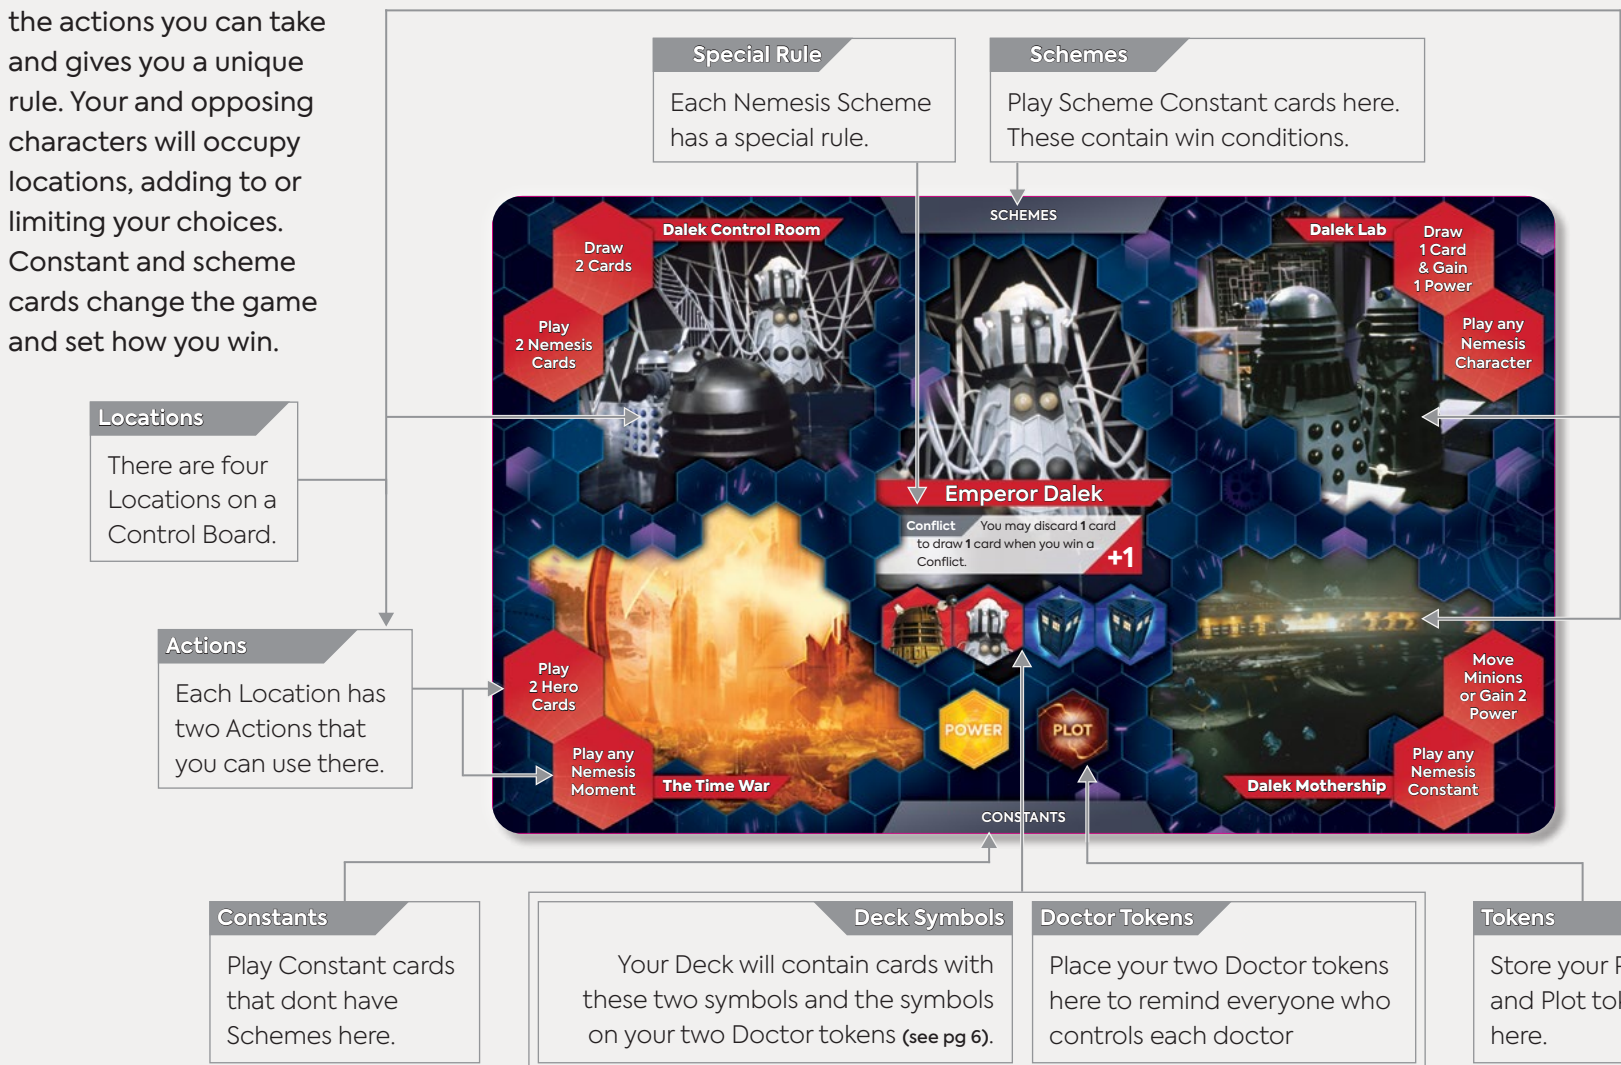 the actions you can take
and gives you a unique
rule. Your and opposing
characters will occupy
locations, adding to or
limiting your choices.
Constant and scheme
cards change the game
and set how you win.
Special Rule
Each Nemesis Scheme
has a special rule.
Schemes
Play Scheme Constant cards here.
These contain win conditions.
Locations
There are four
Locations on a
Control Board.
Actions
Each Location has
two Actions that
you can use there.
SCHEMES
Dalek Control Room
Draw
2 Cards
Play
2 Nemesis
Cards
Dalek Lab
Draw
1 Card
& Gain
1 Power
Play any
Nemesis
Character
Emperor Dalek
Conflict You may discard 1 card
to draw 1 card when you win a
Conflict.
+1
POWER
PLOT
Play
2 Hero
Cards
Play any
Nemesis
Moment
The Time War
Move
Minions
or Gain 2
Power
Play any
Nemesis
Constant
Dalek Mothership
CONSTANTS
Constants
Play Constant cards
that dont have
Schemes here.
Deck Symbols
Your Deck will contain cards with
these two symbols and the symbols
on your two Doctor tokens (see pg 6).
Doctor Tokens
Place your two Doctor tokens
here to remind everyone who
controls each doctor
Tokens
Store your
and Plot
here.